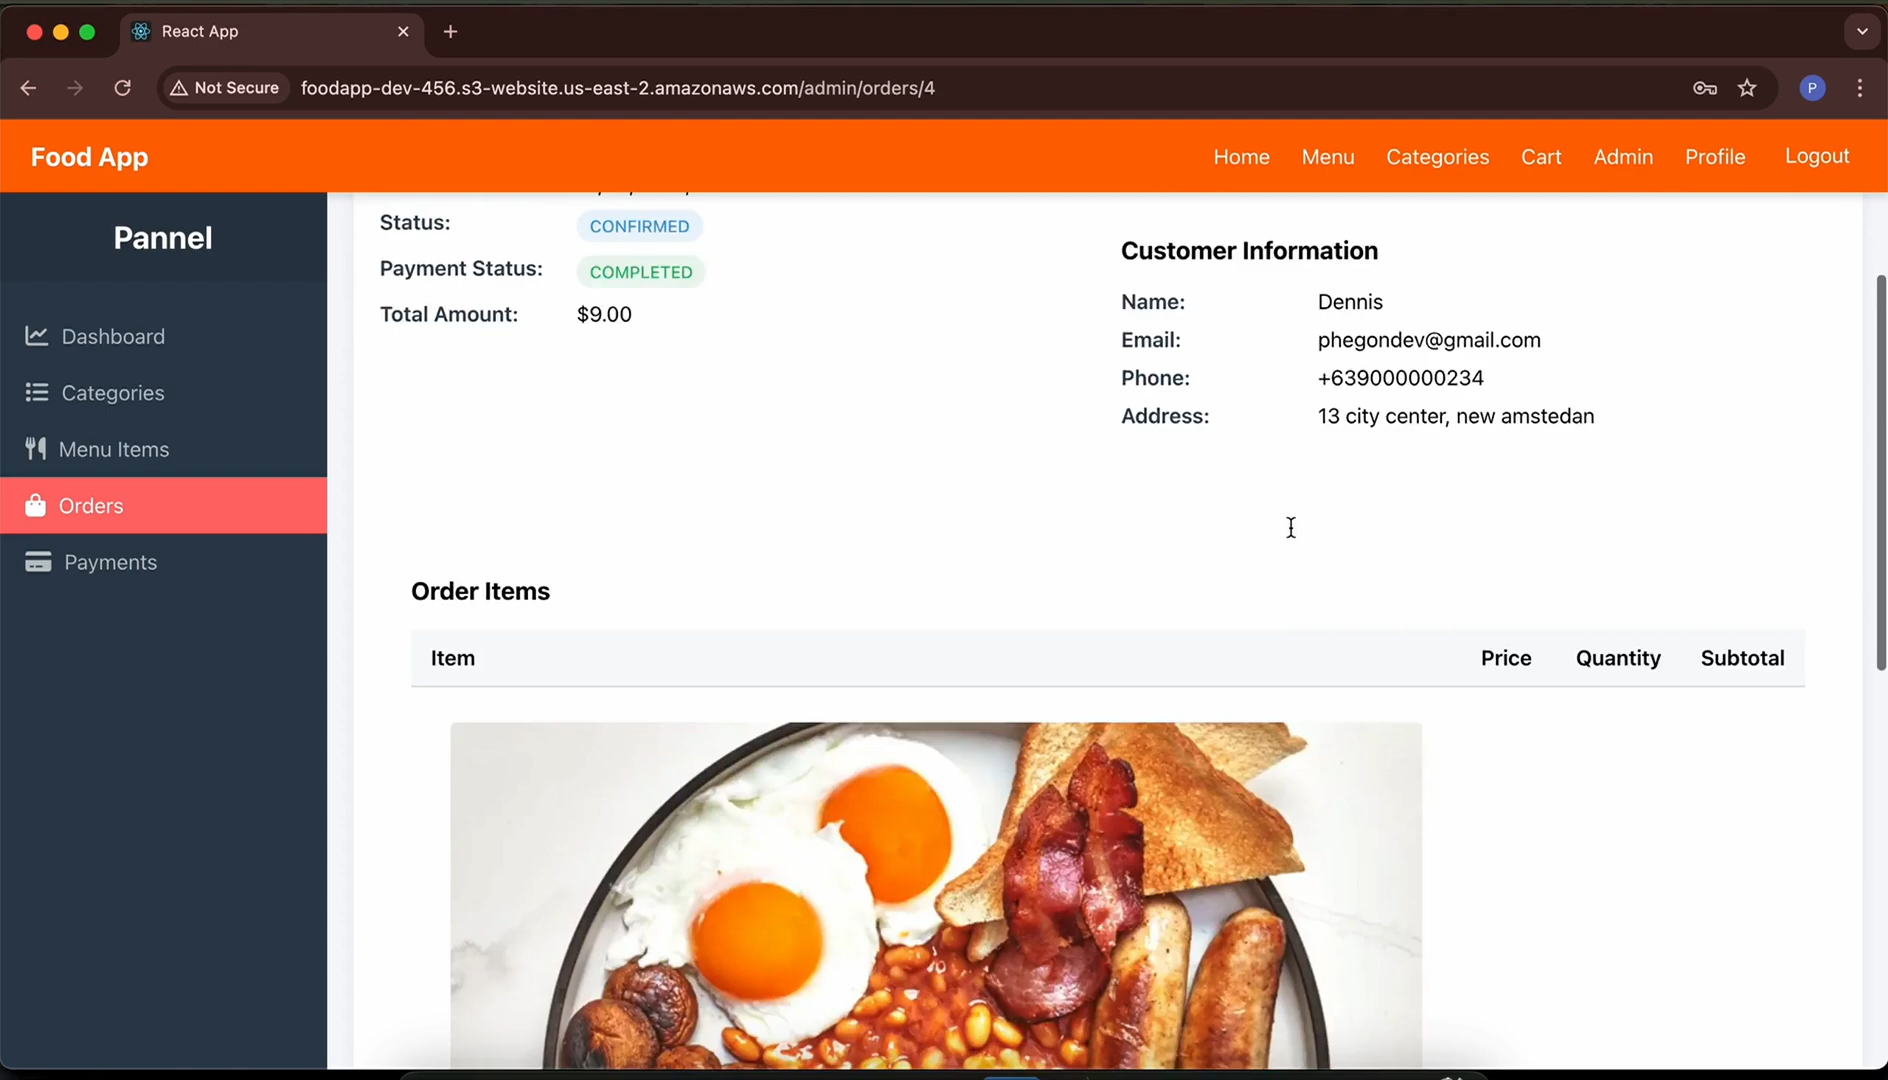 React App
Not Secure
foodapp-dev-456.s3-website.us-east-2.amazonaws.com/admin/orders/4
P
Food App
Home
Menu
Categories
Cart
Admin
Profile
Logout
Pannel
Dashboard
Categories
Menu Items
Orders
Payments
Status: CONFIRMED
Payment Status: COMPLETED
Total Amount: $9.00
Customer Information
Name: Dennis
Email: phegondev@gmail.com
Phone: +639000000234
Address: 13 city center, new amstedan
Order Items
Item Price Quantity Subtotal